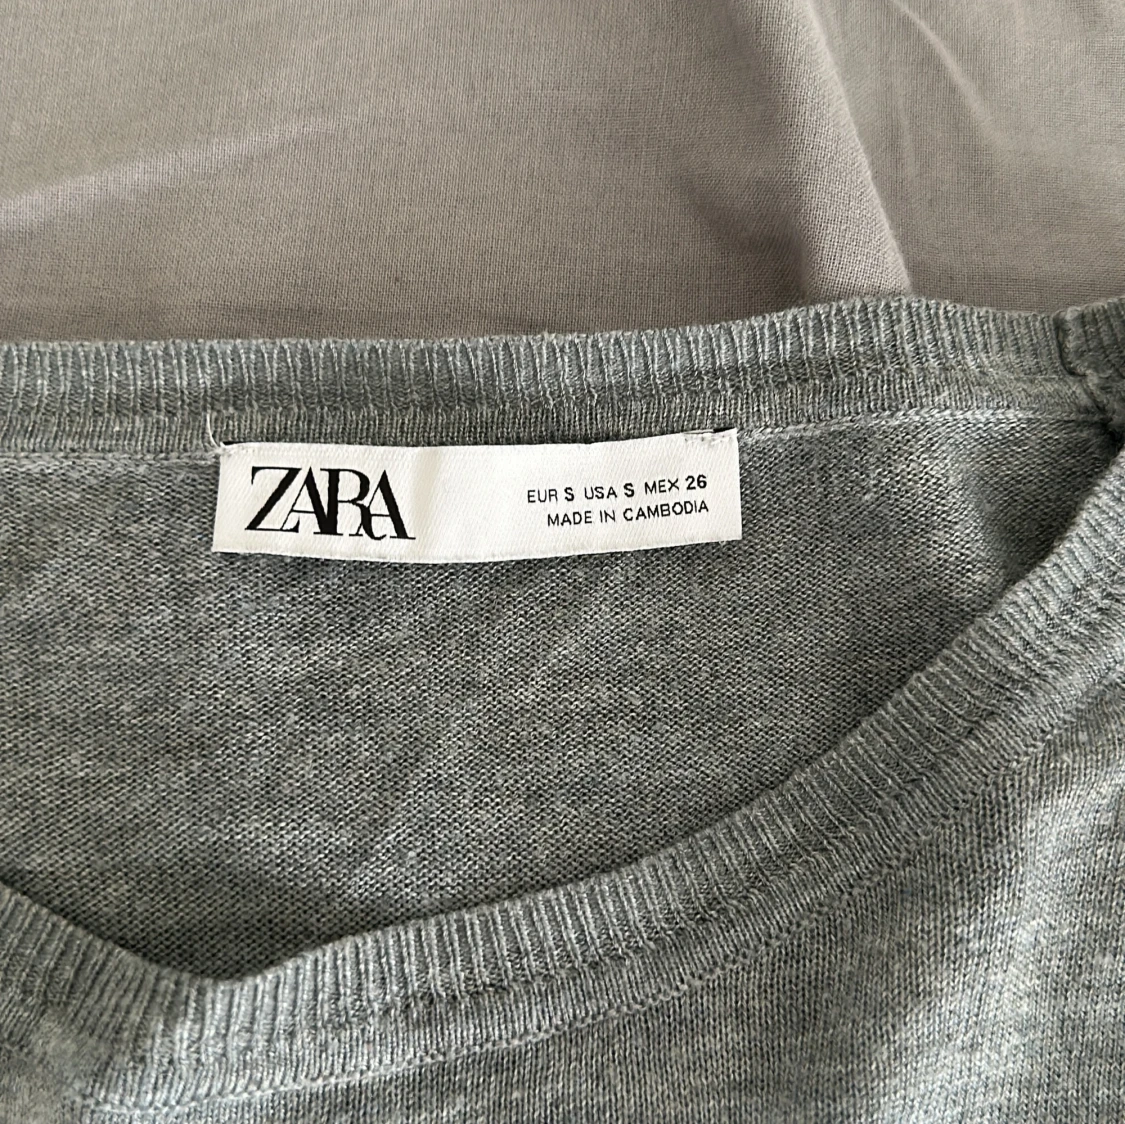 ZARA
EUR S USA S MEX 26
MADE IN CAMBODIA